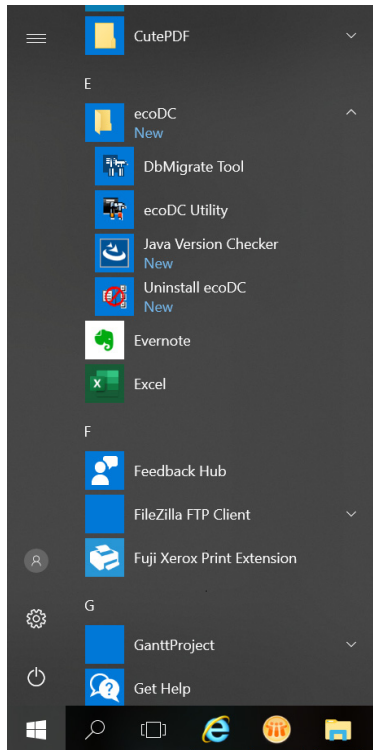 CutePDF
E
ecoDC
New
DbMigrate Tool
ecoDC Utility
Java Version Checker
New
Uninstall ecoDC
New
Evernote
Excel
F
Feedback Hub
FileZilla FTP Client
Fuji Xerox Print Extension
G
GanttProject
Get Help